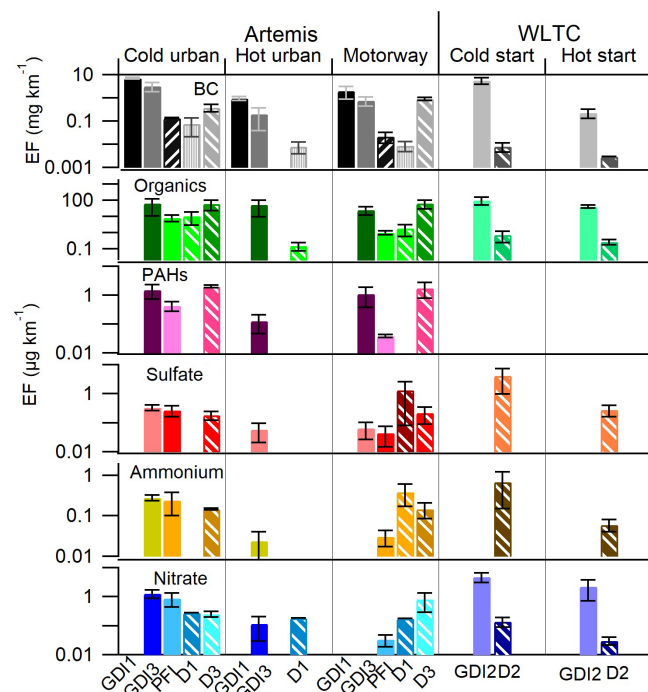 Artemis WLTC
Cold urban Hot urban Motorway Cold start Hot start
EF (mg km⁻¹)
10
0.1
0.001
BC
Organics
100
0.1
EF (µg km⁻¹)
PAHs
1
0.01
Sulfate
1
0.01
Ammonium
1
0.1
0.01
Nitrate
1
0.01
GDI1 GDI3 PFI D1 D3 GDI1 GDI3 D1 GDI1 GDI3 PFI D1 D3 GDI2 D2 GDI2 D2